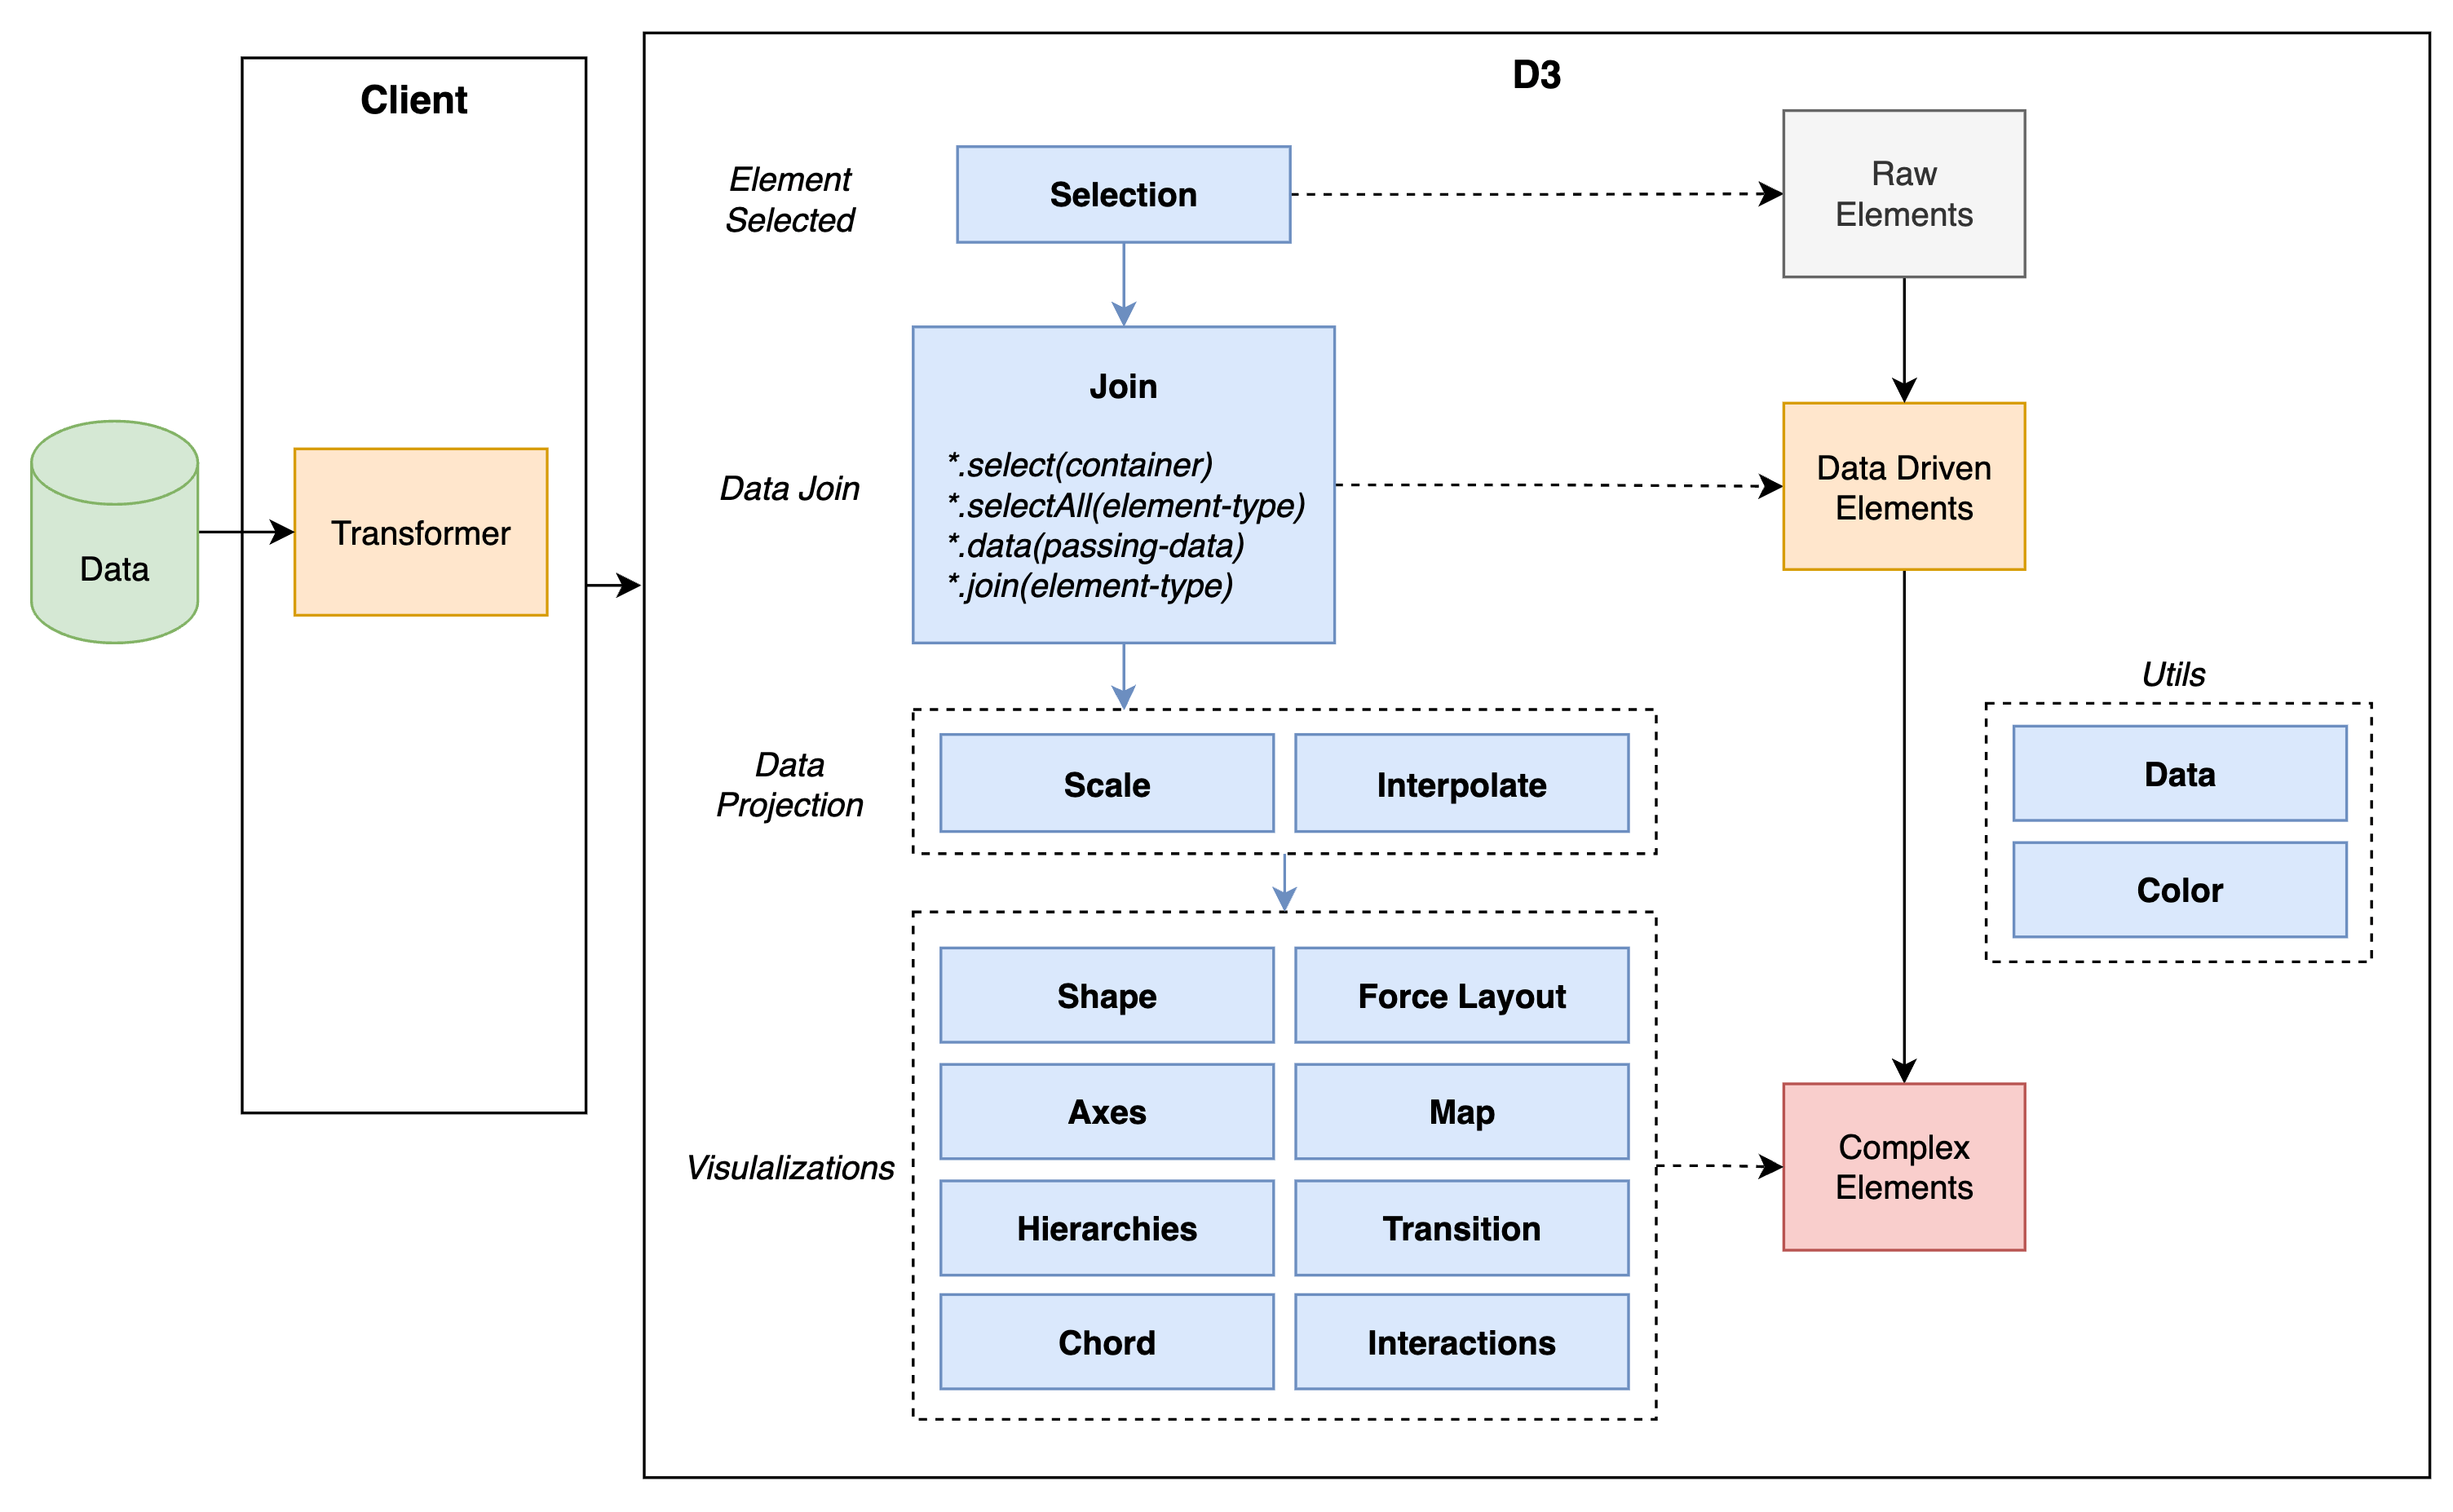 Client
D3
Data
Transformer
Element
Selected
Selection
Raw
Elements
Data Join
Join
*.select(container)
*.selectAll(element-type)
*.data(passing-data)
*.join(element-type)
Data Driven
Elements
Data
Projection
Scale
Interpolate
Utils
Data
Color
Visulalizations
Shape
Force Layout
Axes
Map
Hierarchies
Transition
Chord
Interactions
Complex
Elements